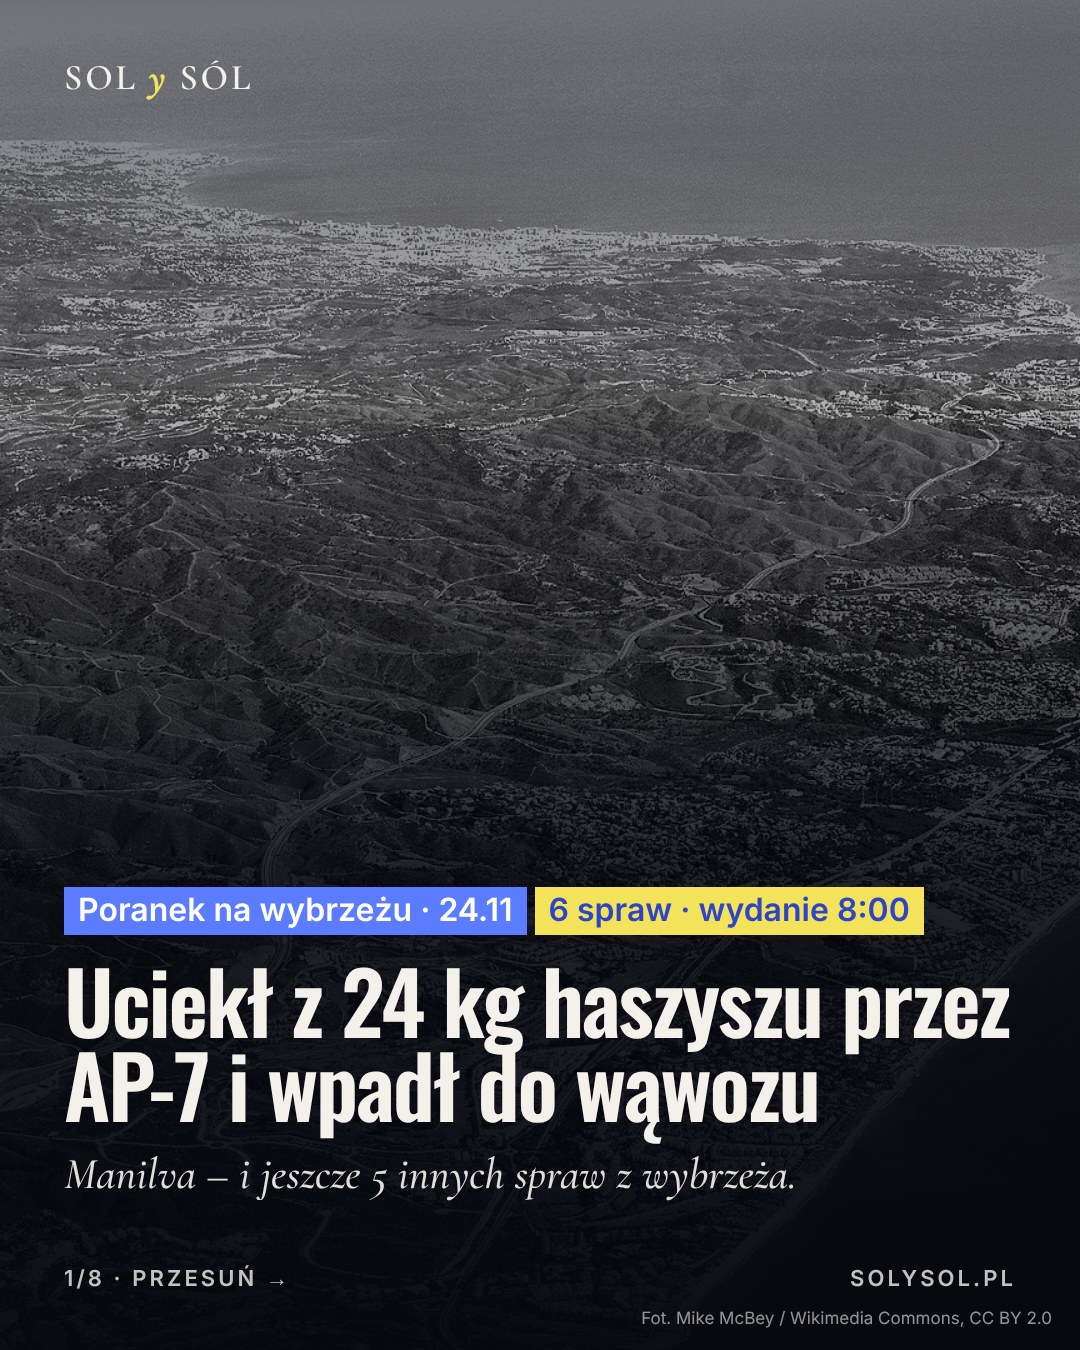 SOL y SÓL
Poranek na wybrzeżu · 24.11
6 spraw · wydanie 8:00
Uciekł z 24 kg haszyszu przez
AP-7 i wpadł do wąwozu
Manilva – i jeszcze 5 innych spraw z wybrzeża.
1/8 · PRZESUŃ →
SOLYSOL.PL
Fot. Mike McBey / Wikimedia Commons, CC BY 2.0